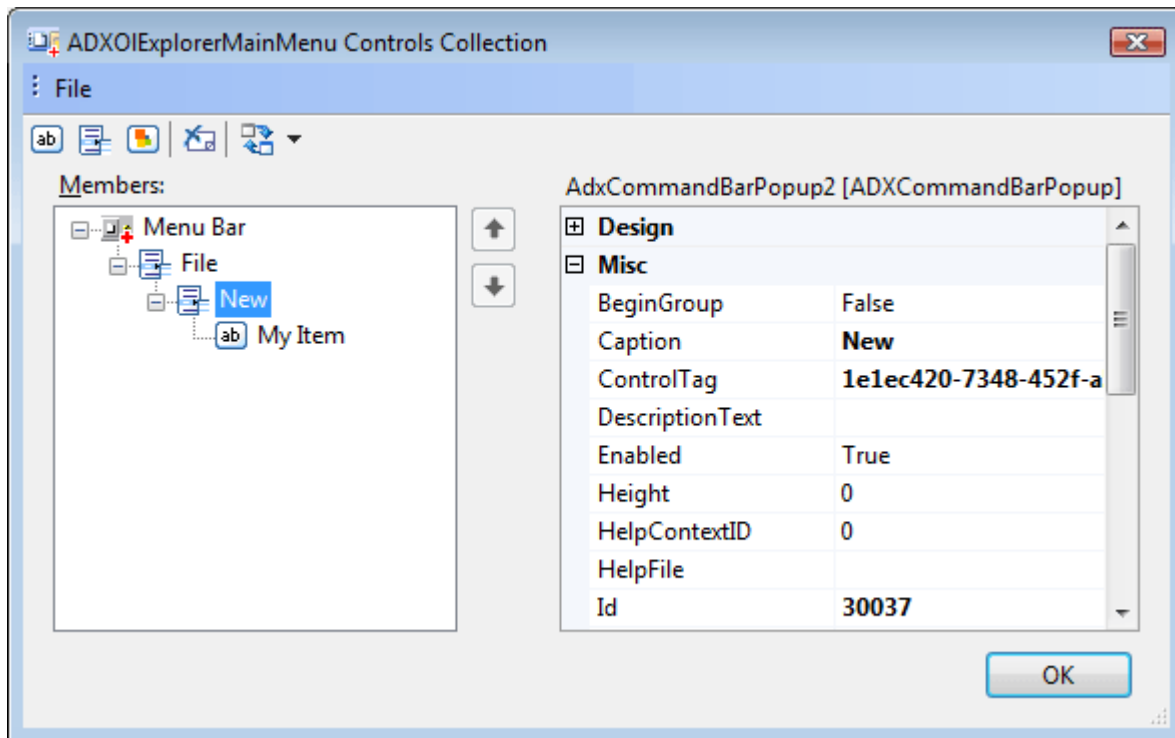 ADXOlExplorerMainMenu Controls Collection
File
ab
Members:
Menu Bar
File
New
ab My Item
AdxCommandBarPopup2 [ADXCommandBarPopup]
Design
Misc
BeginGroup False
Caption New
ControlTag 1e1ec420-7348-452f-a
DescriptionText
Enabled True
Height 0
HelpContextID 0
HelpFile
Id 30037
OK